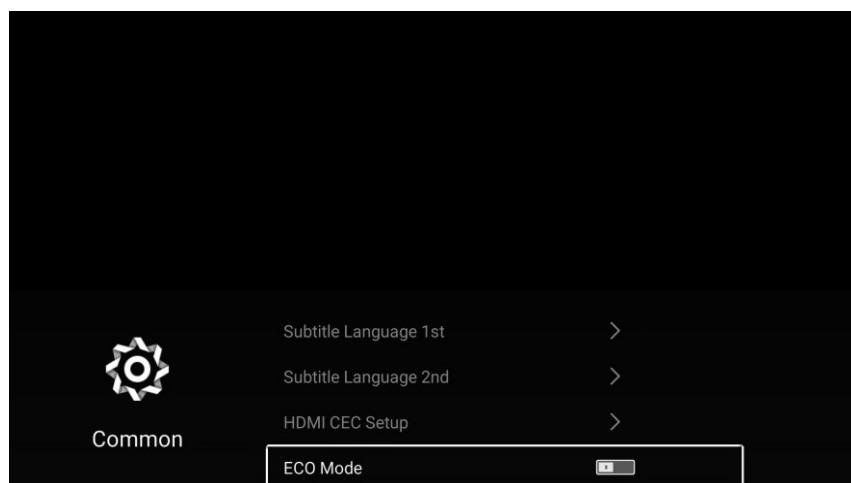 Subtitle Language 1st
Subtitle Language 2nd
HDMI CEC Setup
Common
ECO Mode